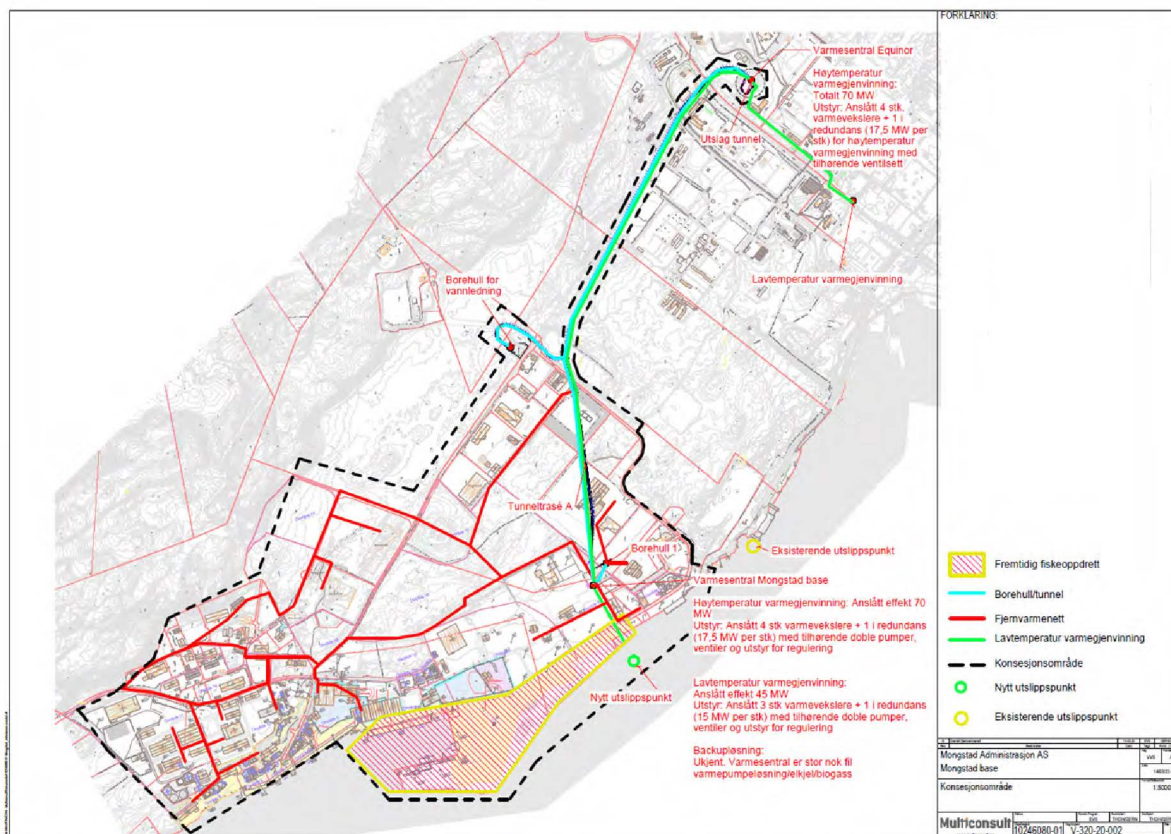 FORKLARING:
Varmesentral Equinor
Høytemperatur
varmegjenvinning:
Totalt 70 MW
Utstyr: Anslått 4 stk.
varmevekslere + 1 i
redundans (17,5 MW per
stk) for høytemperatur
varmegjenvinning med
tilhørende ventilsett
Utslag tunnel
Lavtemperatur varmegjenvinning
Borehull for
vannledning
Tunneltrasé A
Borehull 1
Eksisterende utslippspunkt
Varmesentral Mongstad base
Høytemperatur varmegjenvinning: Anslått effekt 70
MW
Utstyr: Anslått 4 stk varmevekslere + 1 i redundans
(17,5 MW per stk) med tilhørende doble pumper,
ventiler og utstyr for regulering
Nytt utslippspunkt
Lavtemperatur varmegjenvinning:
Anslått effekt 45 MW
Utstyr: Anslått 3 stk varmevekslere + 1 i redundans
(15 MW per stk) med tilhørende doble pumper,
ventiler og utstyr for regulering
Backupløsning:
Ukjent. Varmesentral er stor nok til
varmepumpeløsning/elkjel/biogass
Fremtidig fiskeoppdrett
Borehull/tunnel
Fjernvarmenett
Lavtemperatur varmegjenvinning
Konsesjonsområde
Nytt utslippspunkt
Eksisterende utslippspunkt
Mongstad Administrasjon AS
Mongstad base
Konsesjonsområde
Multiconsult
10246080-01 V-320-20-002